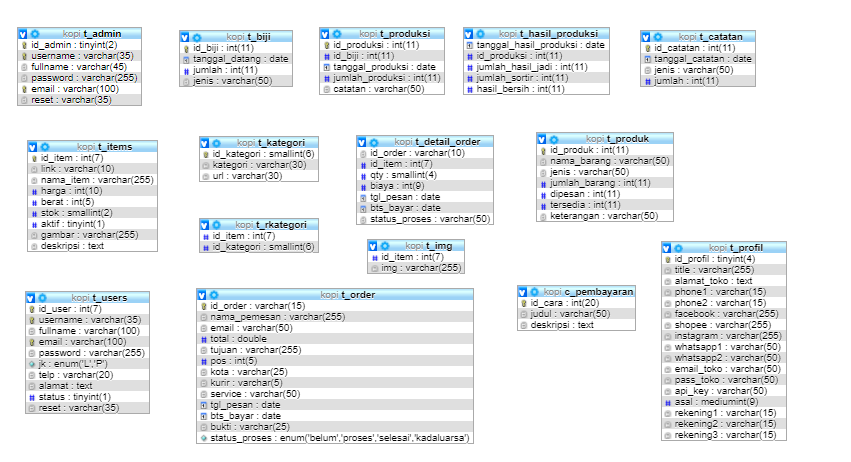 kopi t_admin
id_admin : tinyint(2)
username : varchar(35)
fullname : varchar(45)
password : varchar(255)
email : varchar(100)
reset : varchar(35)
kopi t_biji
id_biji : int(11)
tanggal_datang : date
jumlah : int(11)
jenis : varchar(50)
kopi t_produksi
id_produksi : int(11)
id_biji : int(11)
tanggal_produksi : date
jumlah_produksi : int(11)
catatan : varchar(50)
kopi t_hasil_produksi
tanggal_hasil_produksi : date
id_produksi : int(11)
jumlah_hasil_jadi : int(11)
jumlah_sortir : int(11)
hasil_bersih : int(11)
kopi t_catatan
id_catatan : int(11)
tanggal_catatan : date
jenis : varchar(50)
jumlah : int(11)
kopi t_items
id_item : int(7)
link : varchar(10)
nama_item : varchar(255)
harga : int(10)
berat : int(5)
stok : smallint(2)
aktif : tinyint(1)
gambar : varchar(255)
deskripsi : text
kopi t_kategori
id_kategori : smallint(6)
kategori : varchar(30)
url : varchar(30)
kopi t_detail_order
id_order : varchar(10)
id_item : int(7)
qty : smallint(4)
biaya : int(9)
tgl_pesan : date
bts_bayar : date
status_proses : varchar(50)
kopi t_produk
id_produk : int(11)
nama_barang : varchar(50)
jenis : varchar(50)
jumlah_barang : int(11)
dipesan : int(11)
tersedia : int(11)
keterangan : varchar(50)
kopi t_rkategori
id_item : int(7)
id_kategori : smallint(6)
kopi t_img
id_item : int(7)
img : varchar(255)
kopi t_profil
id_profil : tinyint(4)
title : varchar(255)
alamat_toko : text
phone1 : varchar(15)
phone2 : varchar(15)
facebook : varchar(255)
shopee : varchar(255)
instagram : varchar(255)
whatsapp1 : varchar(50)
whatsapp2 : varchar(50)
email_toko : varchar(50)
pass_toko : varchar(50)
api_key : varchar(50)
asal : mediumint(9)
rekening1 : varchar(15)
rekening2 : varchar(15)
rekening3 : varchar(15)
kopi t_users
id_user : int(7)
username : varchar(35)
fullname : varchar(100)
email : varchar(100)
password : varchar(255)
jk : enum('L','P')
telp : varchar(20)
alamat : text
status : tinyint(1)
reset : varchar(35)
kopi t_order
id_order : varchar(15)
nama_pemesan : varchar(255)
email : varchar(50)
total : double
tujuan : varchar(255)
pos : int(5)
kota : varchar(25)
kurir : varchar(5)
service : varchar(50)
tgl_pesan : date
bts_bayar : date
bukti : varchar(25)
status_proses : enum('belum','proses','selesai','kadaluarsa')
kopi c_pembayaran
id_cara : int(20)
judul : varchar(50)
deskripsi : text